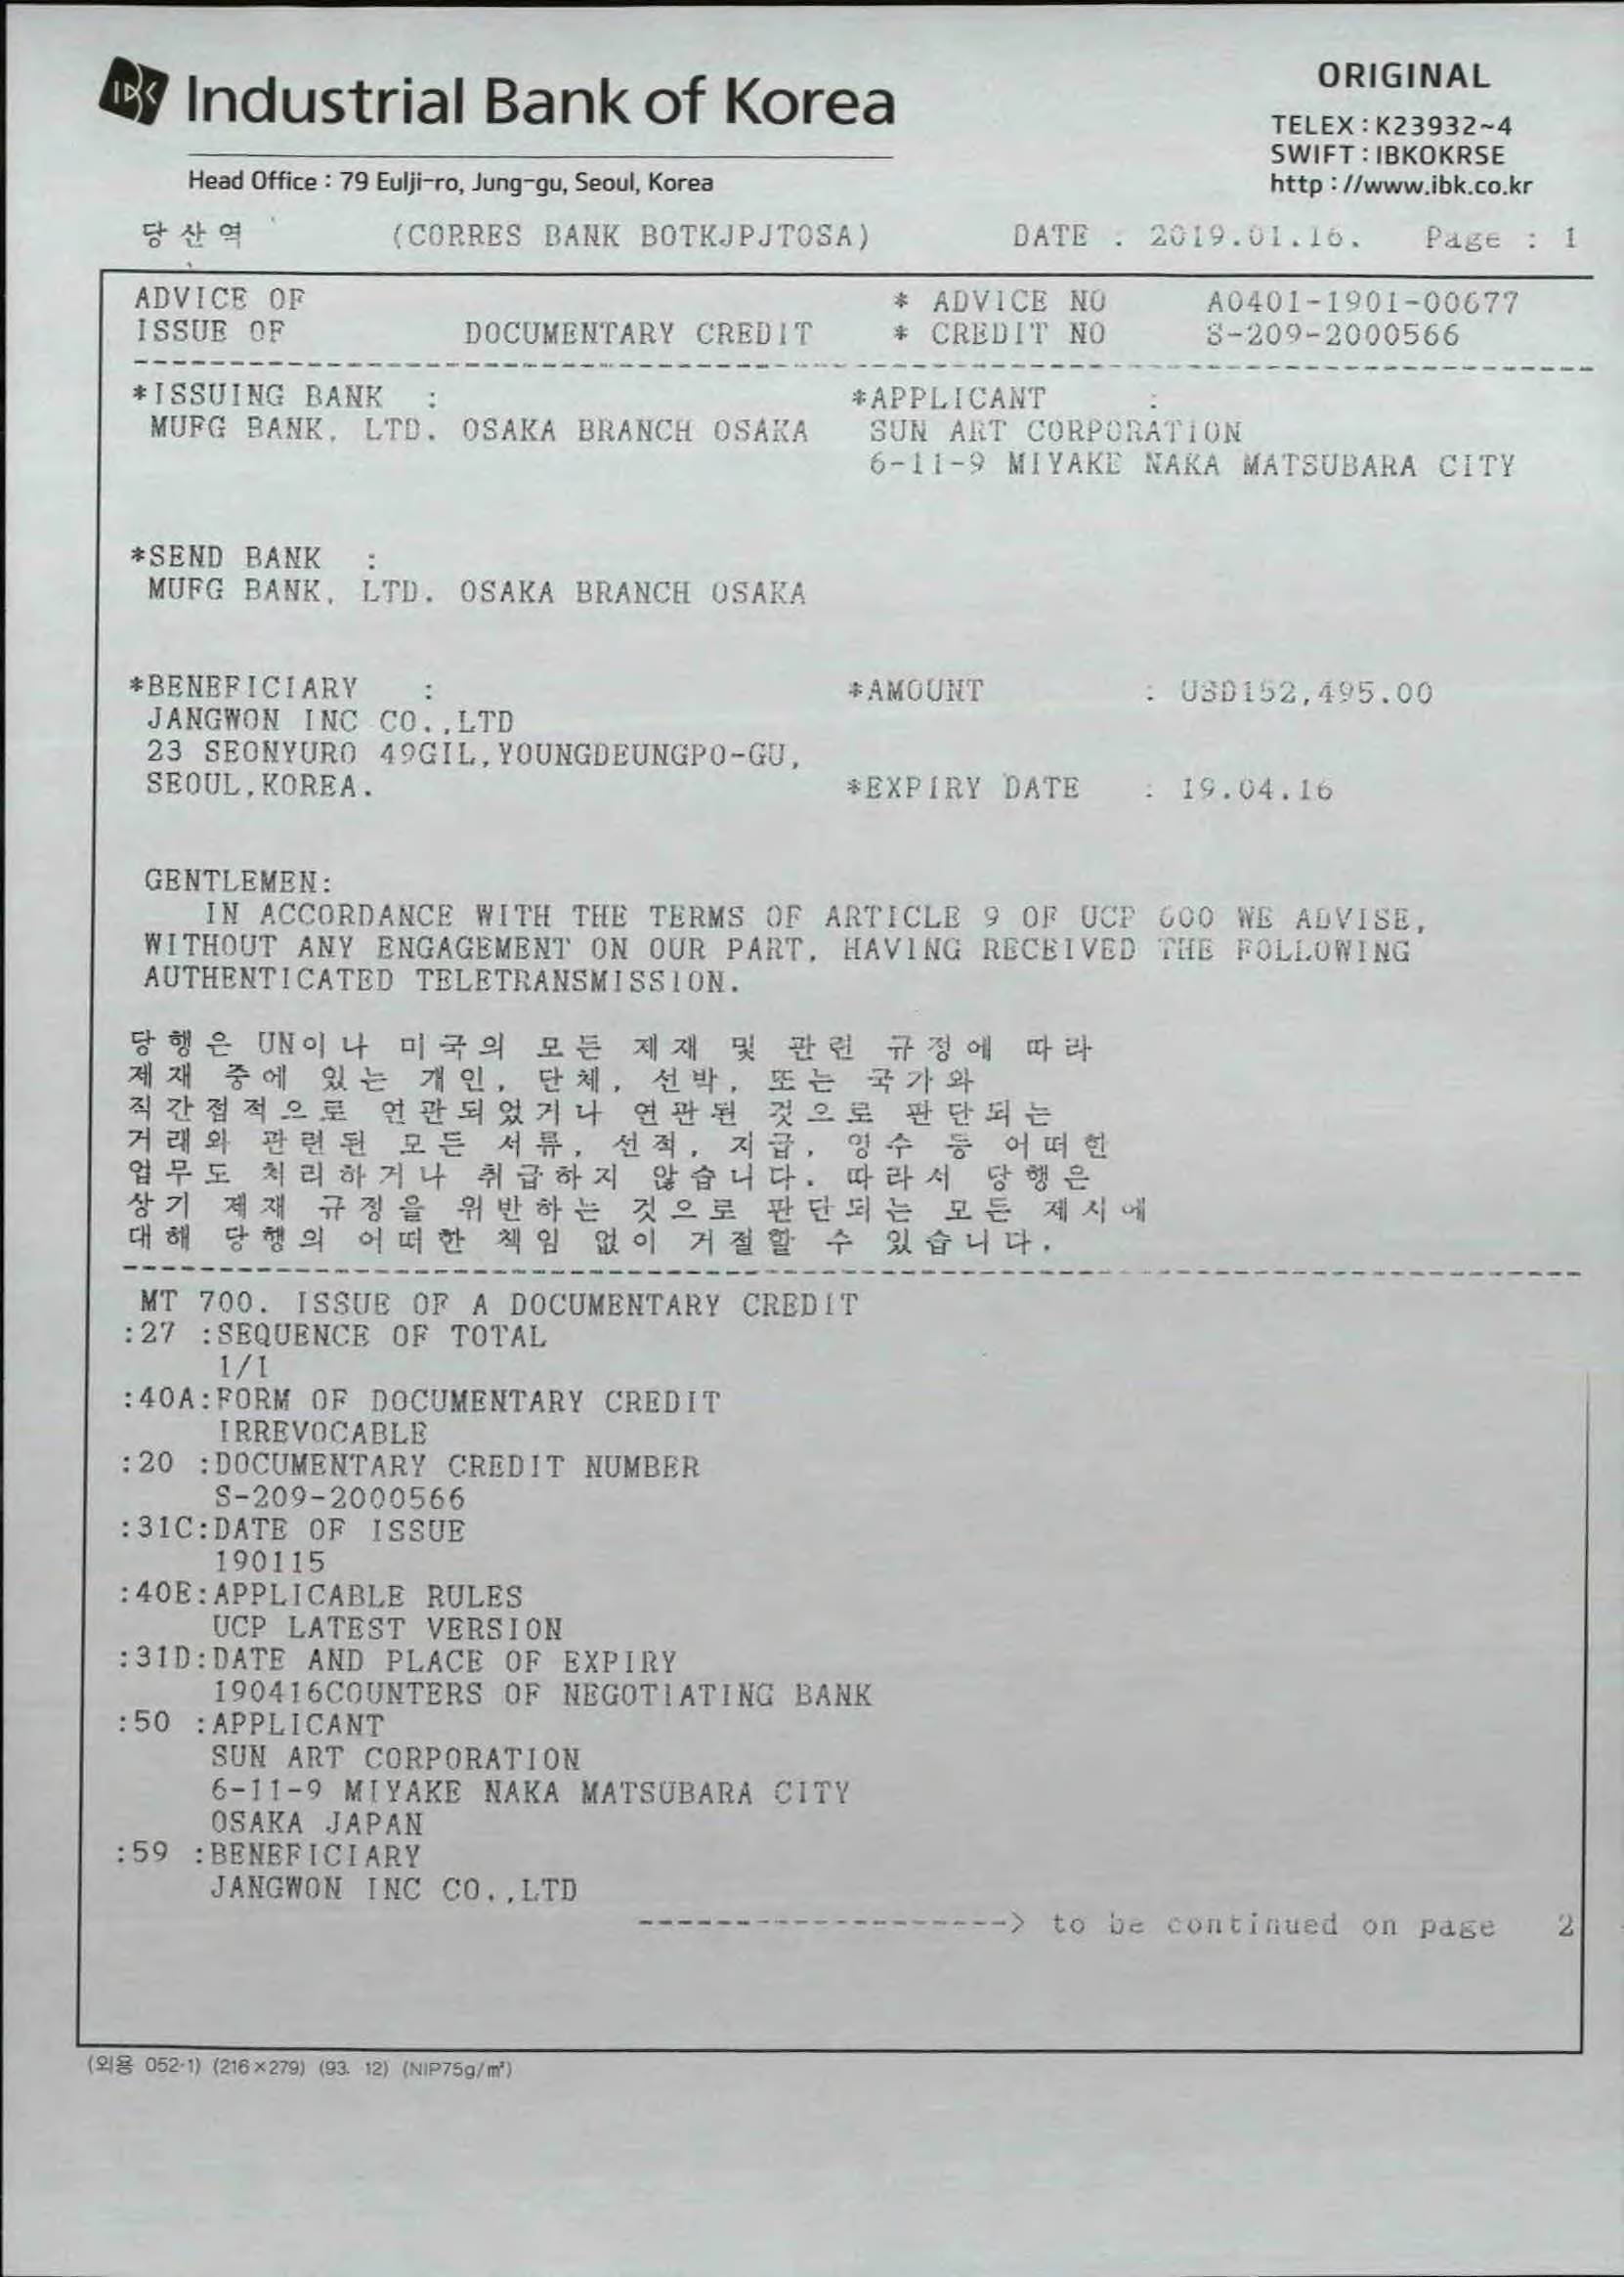 IBK Industrial Bank of Korea
ORIGINAL
TELEX : K23932~4
SWIFT : IBKOKRSE
Head Office : 79 Eulji-ro, Jung-gu, Seoul, Korea
http : //www.ibk.co.kr
당산역 (CORRES BANK BOTKJPJTOSA) DATE : 2019.01.16. Page : 1
ADVICE OF * ADVICE NO A0401-1901-00677
ISSUE OF DOCUMENTARY CREDIT * CREDIT NO S-209-2000566
*ISSUING BANK : *APPLICANT :
MUFG BANK, LTD. OSAKA BRANCH OSAKA SUN ART CORPORATION
6-11-9 MIYAKE NAKA MATSUBARA CITY
*SEND BANK :
MUFG BANK, LTD. OSAKA BRANCH OSAKA
*BENEFICIARY : *AMOUNT : USD152,495.00
JANGWON INC CO.,LTD
23 SEONYURO 49GIL,YOUNGDEUNGPO-GU,
SEOUL,KOREA. *EXPIRY DATE : 19.04.16
GENTLEMEN:
IN ACCORDANCE WITH THE TERMS OF ARTICLE 9 OF UCP 600 WE ADVISE,
WITHOUT ANY ENGAGEMENT ON OUR PART, HAVING RECEIVED THE FOLLOWING
AUTHENTICATED TELETRANSMISSION.
당행은 UN이나 미국의 모든 제재 및 관련 규정에 따라
제재 중에 있는 개인, 단체, 선박, 또는 국가와
직간접적으로 연관되었거나 연관된 것으로 판단되는
거래와 관련된 모든 서류, 선적, 지급, 영수 등 어떠한
업무도 처리하거나 취급하지 않습니다. 따라서 당행은
상기 제재 규정을 위반하는 것으로 판단되는 모든 제시에
대해 당행의 어떠한 책임 없이 거절할 수 있습니다.
MT 700. ISSUE OF A DOCUMENTARY CREDIT
:27 :SEQUENCE OF TOTAL
1/1
:40A:FORM OF DOCUMENTARY CREDIT
IRREVOCABLE
:20 :DOCUMENTARY CREDIT NUMBER
S-209-2000566
:31C:DATE OF ISSUE
190115
:40E:APPLICABLE RULES
UCP LATEST VERSION
:31D:DATE AND PLACE OF EXPIRY
190416COUNTERS OF NEGOTIATING BANK
:50 :APPLICANT
SUN ART CORPORATION
6-11-9 MIYAKE NAKA MATSUBARA CITY
OSAKA JAPAN
:59 :BENEFICIARY
JANGWON INC CO.,LTD
-------------------> to be continued on page 2
(외용 052-1) (216×279) (93. 12) (NIP75g/㎡)